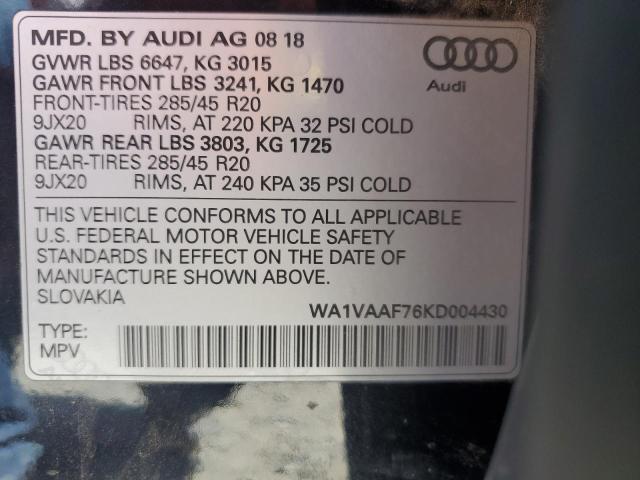 MFD. BY AUDI AG 08 18
GVWR LBS 6647, KG 3015
GAWR FRONT LBS 3241, KG 1470
FRONT-TIRES 285/45 R20
9JX20 RIMS, AT 220 KPA 32 PSI COLD
GAWR REAR LBS 3803, KG 1725
REAR-TIRES 285/45 R20
9JX20 RIMS, AT 240 KPA 35 PSI COLD
Audi
THIS VEHICLE CONFORMS TO ALL APPLICABLE
U.S. FEDERAL MOTOR VEHICLE SAFETY
STANDARDS IN EFFECT ON THE DATE OF
MANUFACTURE SHOWN ABOVE.
SLOVAKIA
WA1VAAF76KD004430
TYPE:
MPV